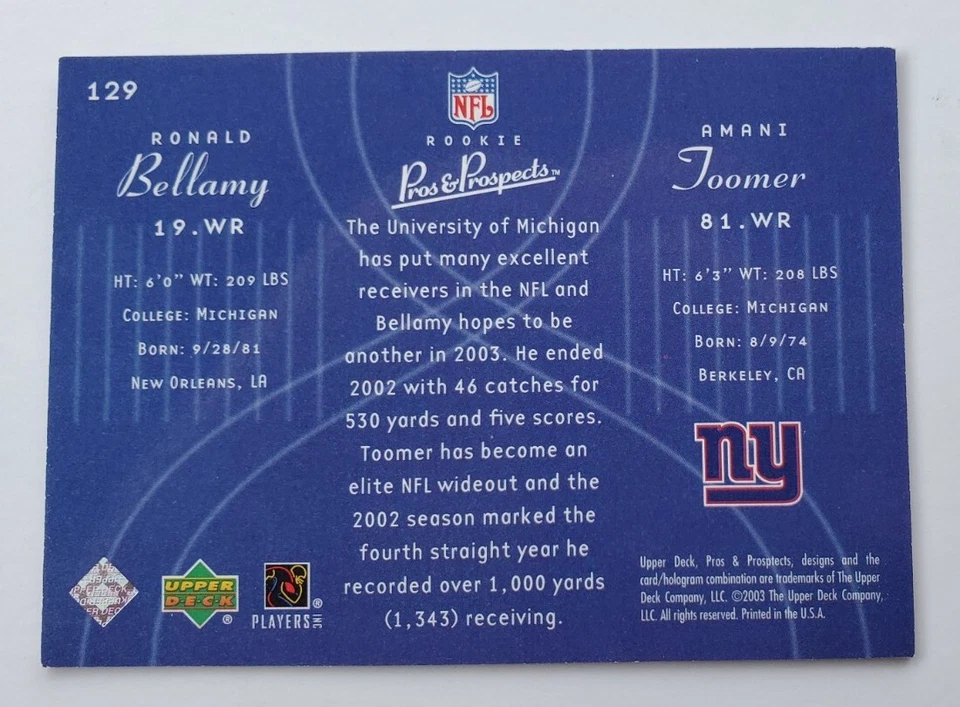 129
RONALD
Bellamy
19.WR
HT: 6'0" WT: 209 LBS
COLLEGE: MICHIGAN
BORN: 9/28/81
NEW ORLEANS, LA
NFL
ROOKIE
Pros & Prospects™
The University of Michigan
has put many excellent
receivers in the NFL and
Bellamy hopes to be
another in 2003. He ended
2002 with 46 catches for
530 yards and five scores.
Toomer has become an
elite NFL wideout and the
2002 season marked the
fourth straight year he
recorded over 1,000 yards
(1,343) receiving.
AMANI
Toomer
81.WR
HT: 6'3" WT: 208 LBS
COLLEGE: MICHIGAN
BORN: 8/9/74
BERKELEY, CA
ny
UPPER
DECK®
PLAYERS INC®
Upper Deck, Pros & Prosptects, designs and the
card/hologram combination are trademarks of The Upper
Deck Company, LLC. ©2003 The Upper Deck Company,
LLC. All rights reserved. Printed in the U.S.A.